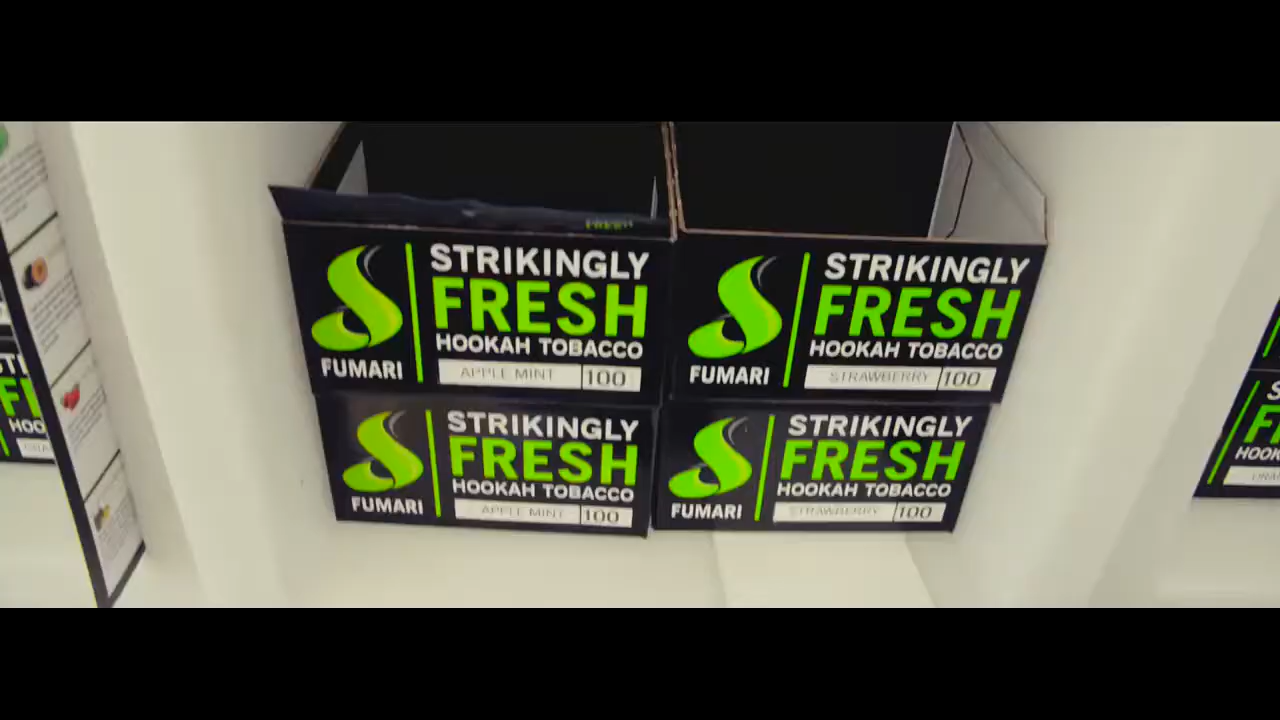 FRESH
STRIKINGLY
FRESH
HOOKAH TOBACCO
FUMARI
APPLE MINT 100
STRIKINGLY
FRESH
HOOKAH TOBACCO
FUMARI
STRAWBERRY 100
STRIKINGLY
FRESH
HOOKAH TOBACCO
FUMARI
APPLE MINT 100
STRIKINGLY
FRESH
HOOKAH TOBACCO
FUMARI
STRAWBERRY 100